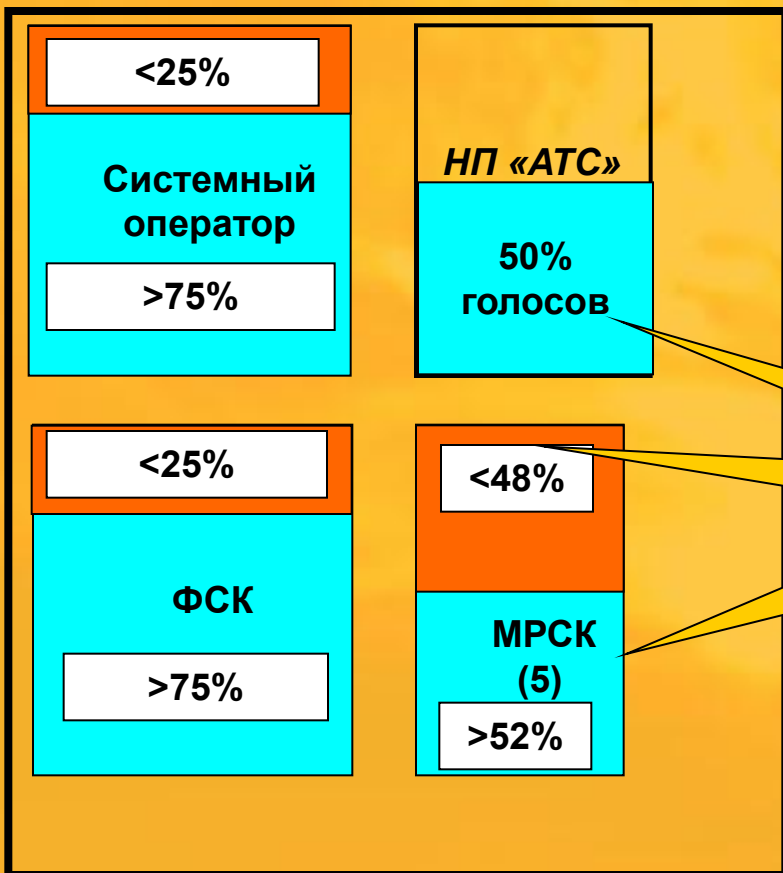 <25%
Системный
оператор
>75%
НП «АТС»
50%
голосов
<25%
ФСК
>75%
<48%
МРСК
(5)
>52%